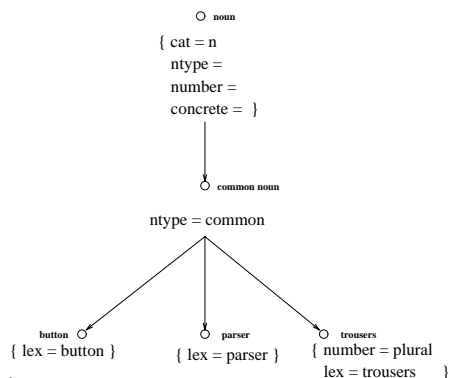 noun
{ cat = n
ntype =
number =
concrete = }
common noun
ntype = common
button
{ lex = button }
parser
{ lex = parser }
trousers
{ number = plural
lex = trousers }